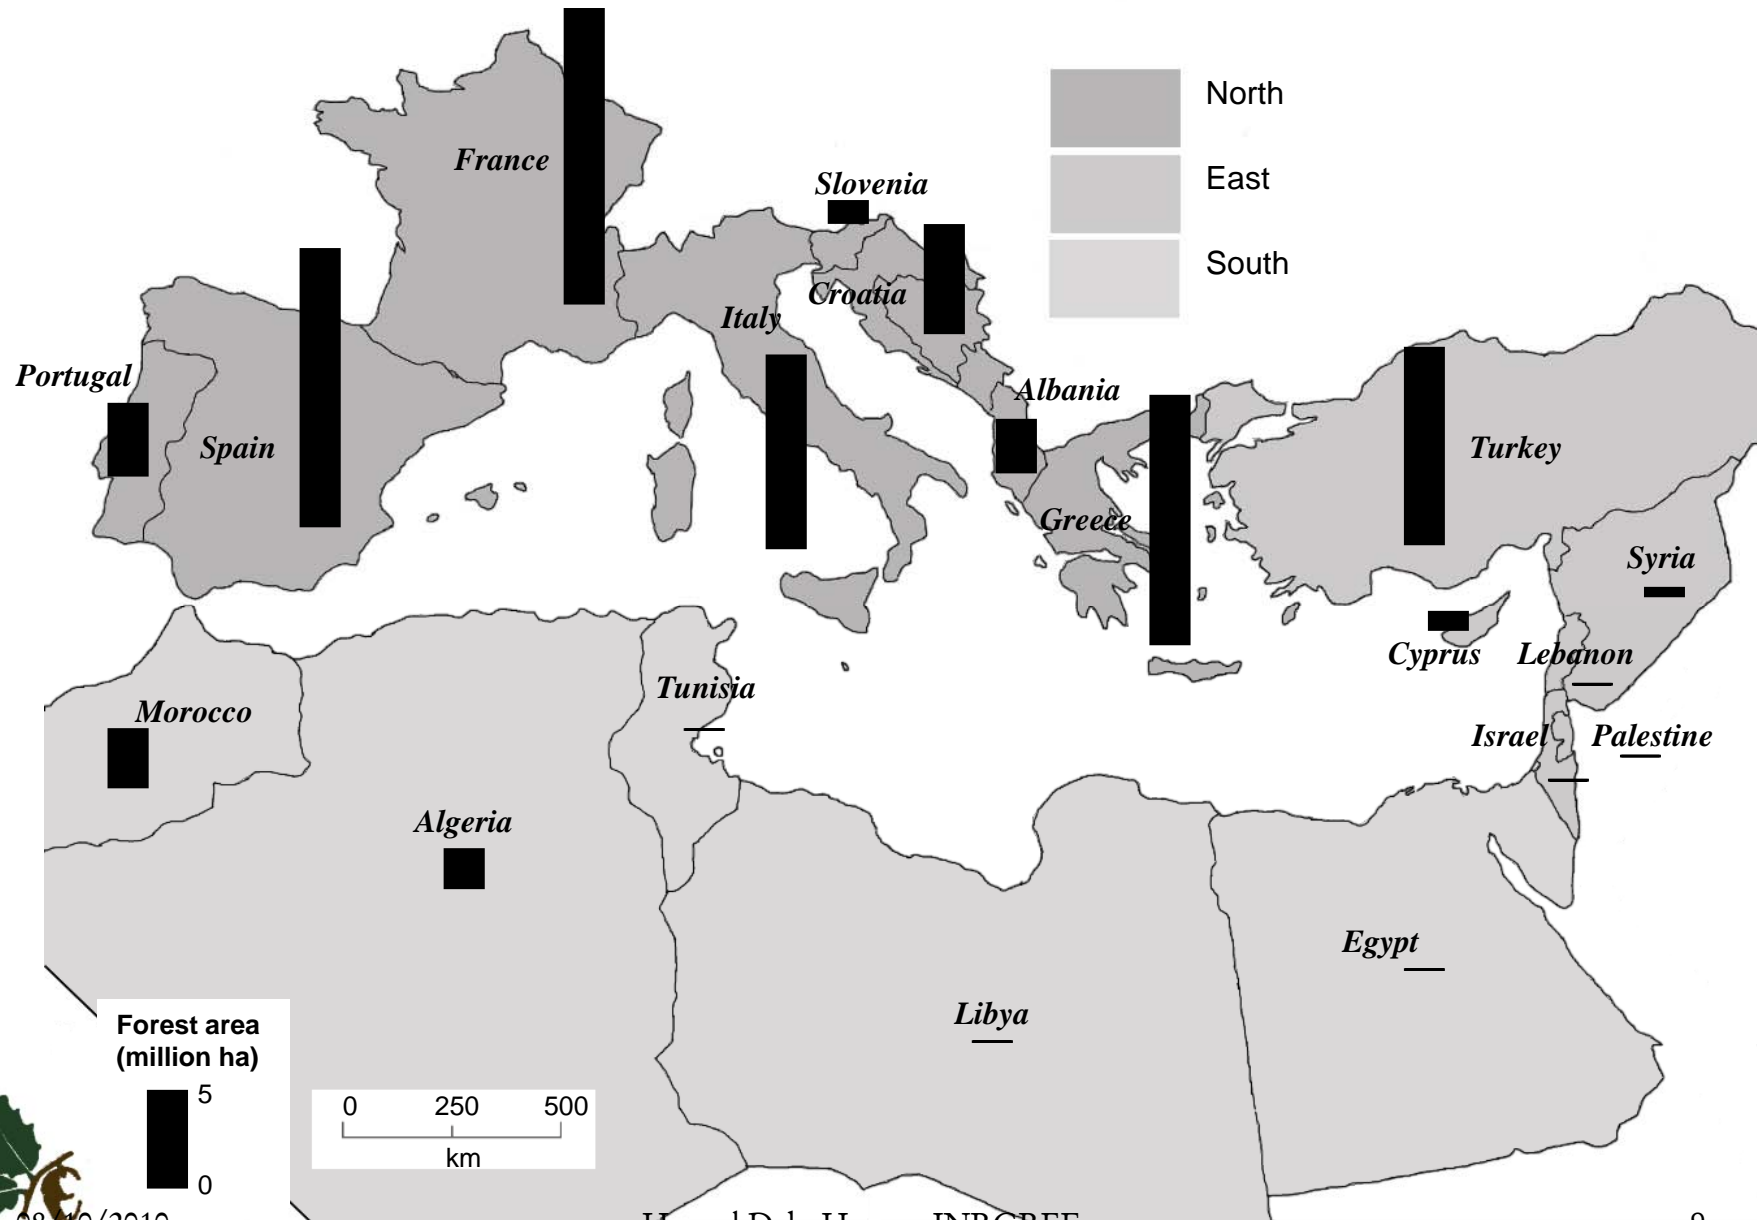 North
East
South
France
Slovenia
Croatia
Italy
Portugal
Spain
Albania
Greece
Turkey
Syria
Cyprus
Lebanon
Israel
Palestine
Morocco
Tunisia
Algeria
Libya
Egypt
Forest area
(million ha)
5
0
0 250 500
km